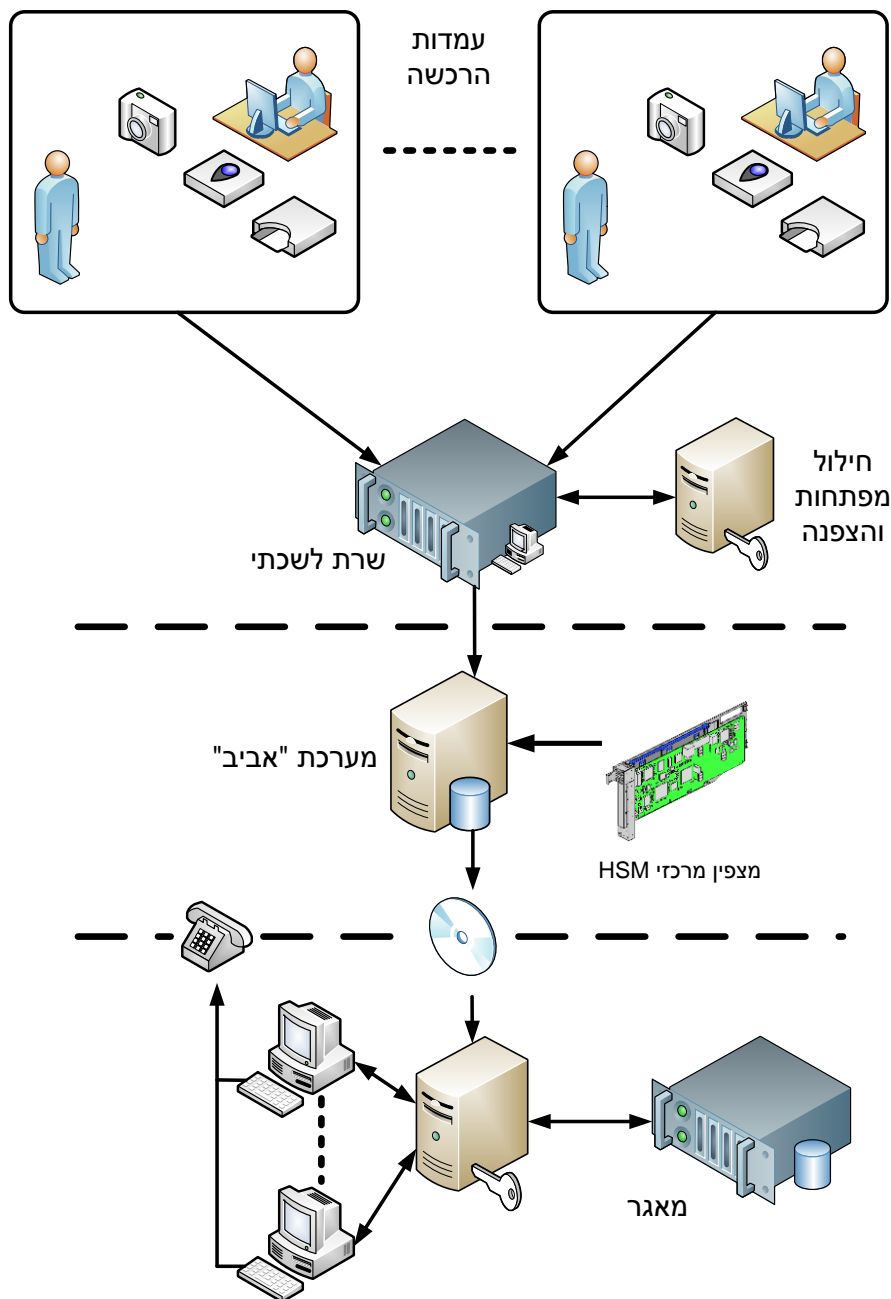 עמדות
הרכשה
חילול
מפתחות
והצפנה
שרת לשכתי
מערכת "אביב"
מצפין מרכזי HSM
מאגר